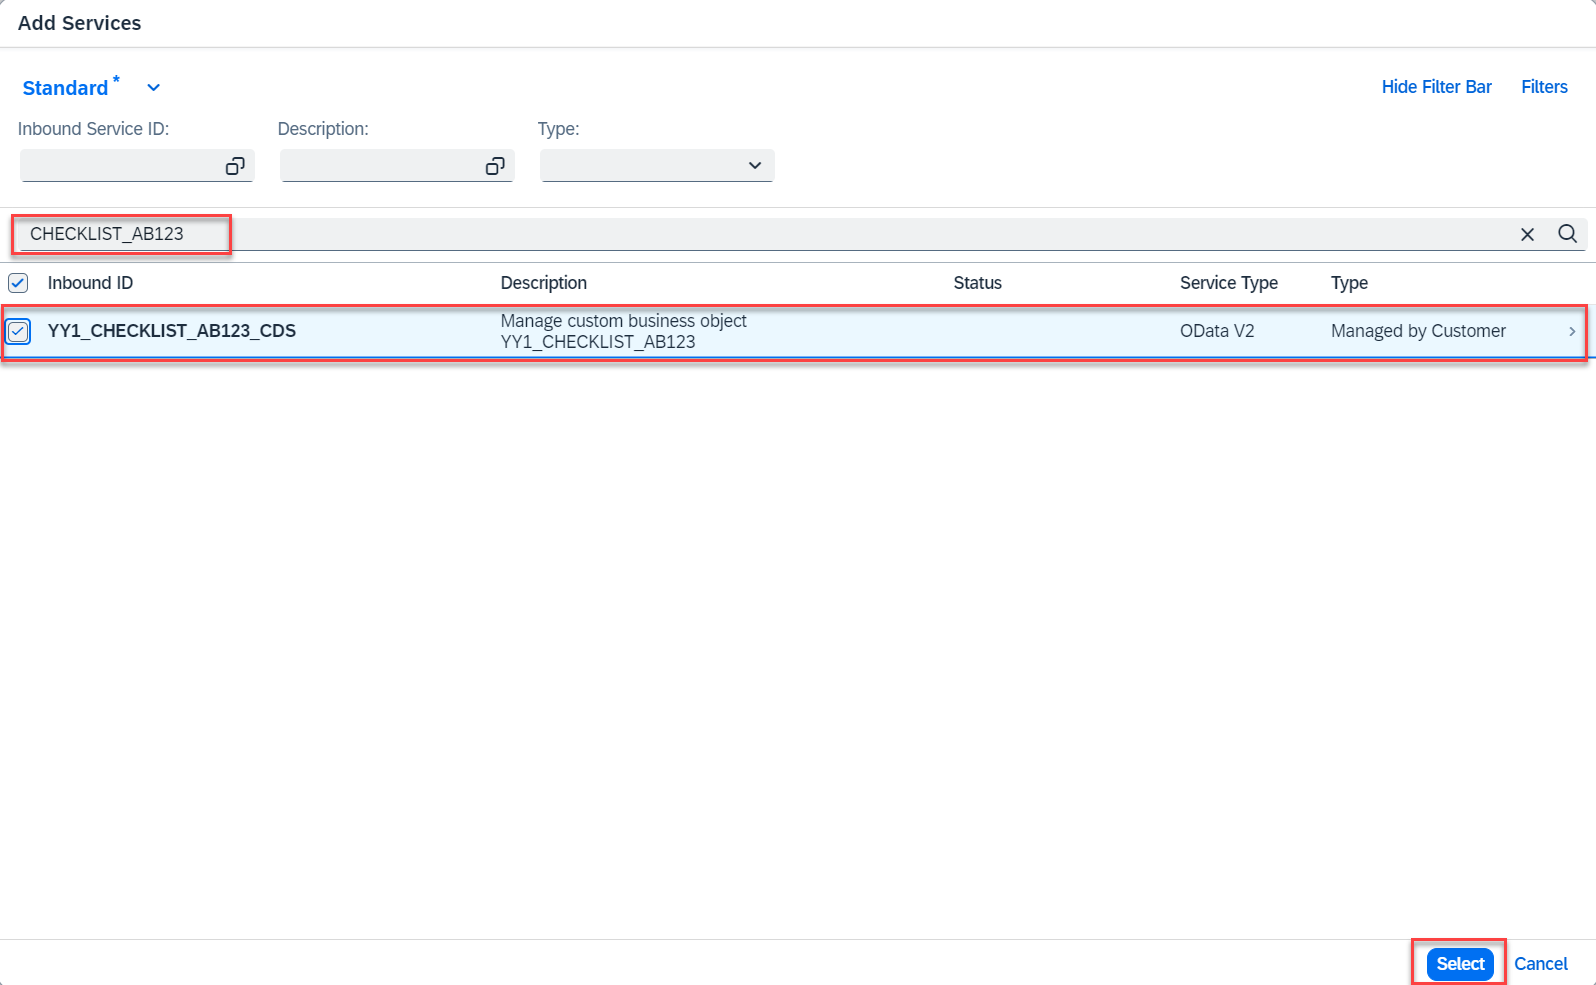 Add Services
Standard *
Hide Filter Bar
Filters
Inbound Service ID:
Description:
Type:
CHECKLIST_AB123
Inbound ID
Description
Status
Service Type
Type
YY1_CHECKLIST_AB123_CDS
Manage custom business object
YY1_CHECKLIST_AB123
OData V2
Managed by Customer
Select
Cancel